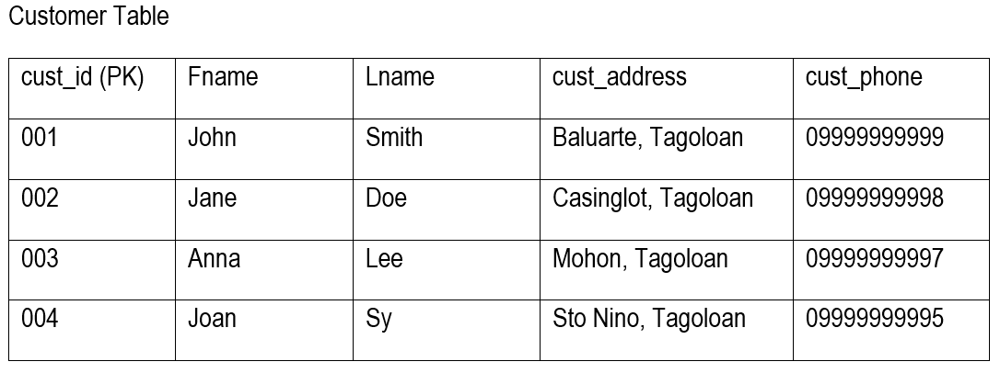 Customer Table
cust_id (PK) Fname Lname cust_address cust_phone
001 John Smith Baluarte, Tagoloan 09999999999
002 Jane Doe Casinglot, Tagoloan 09999999998
003 Anna Lee Mohon, Tagoloan 09999999997
004 Joan Sy Sto Nino, Tagoloan 09999999995